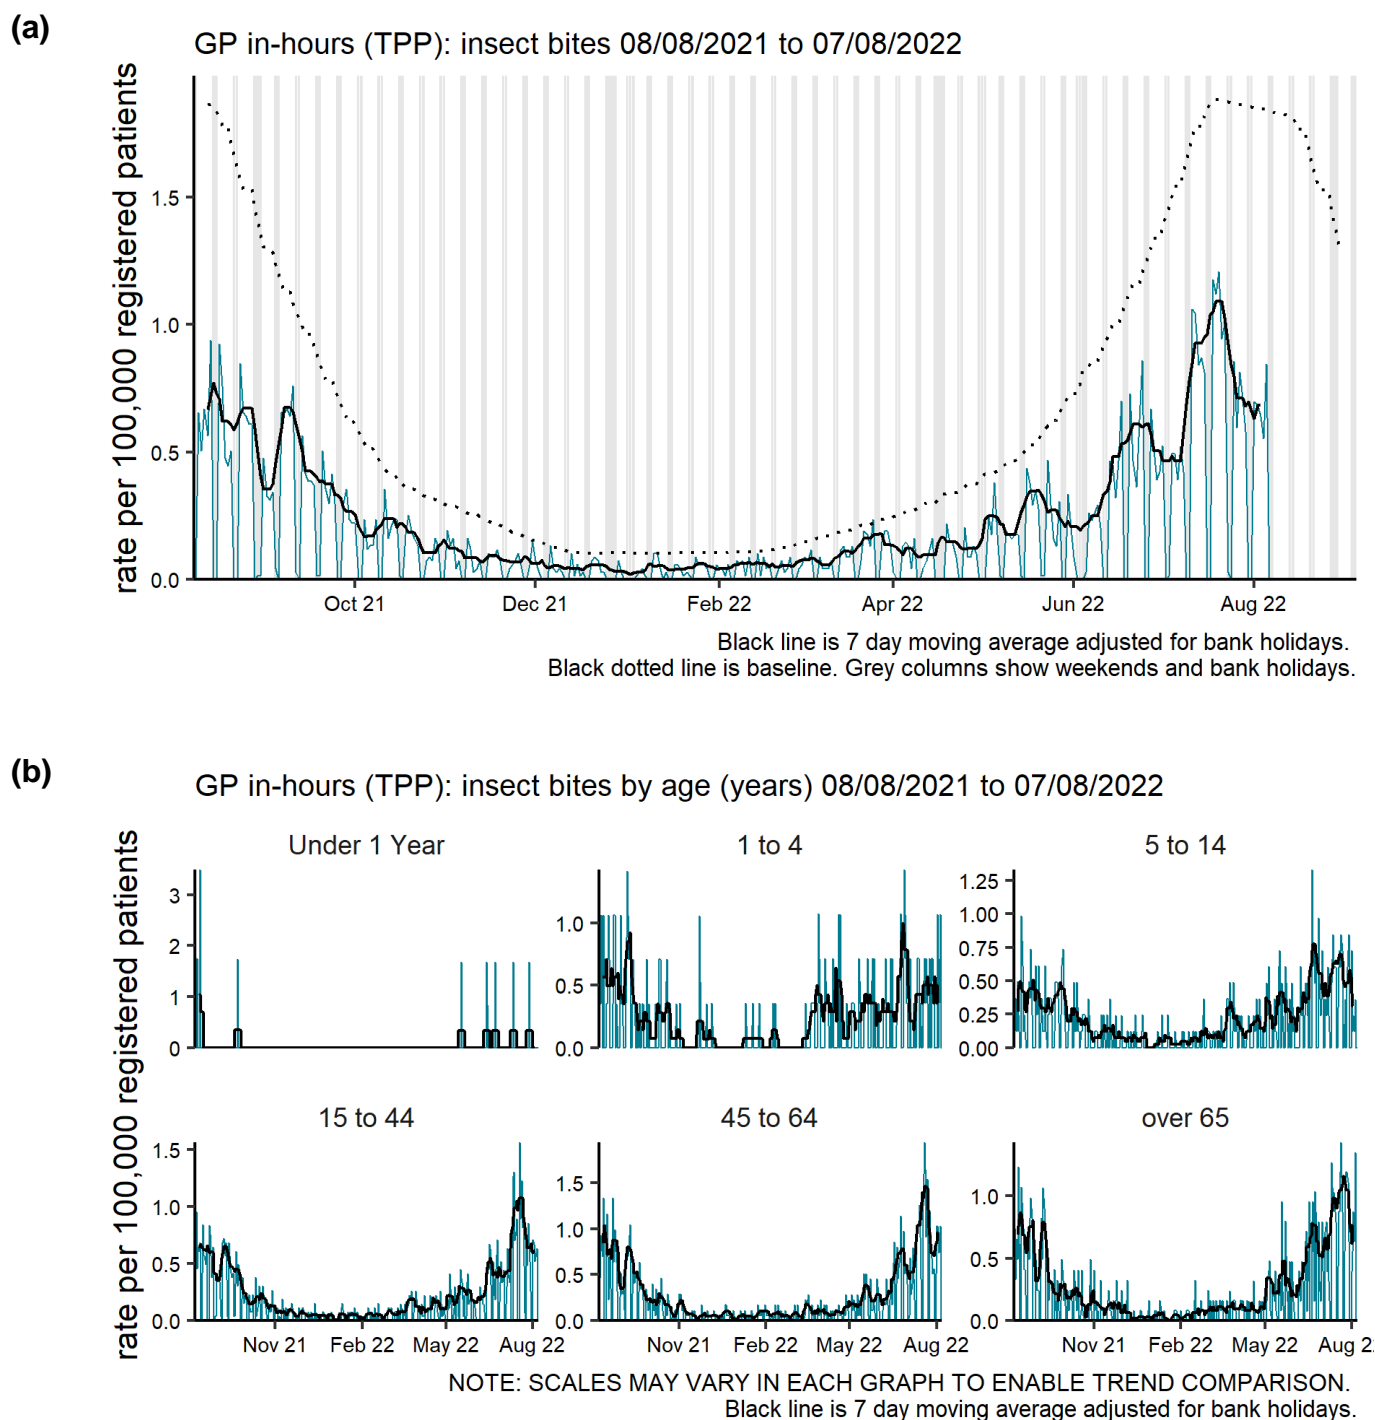 (a)
GP in-hours (TPP): insect bites 08/08/2021 to 07/08/2022
rate per 100,000 registered patients
1.5
1.0
0.5
0.0
Oct 21 Dec 21 Feb 22 Apr 22 Jun 22 Aug 22
Black line is 7 day moving average adjusted for bank holidays.
Black dotted line is baseline. Grey columns show weekends and bank holidays.
(b)
GP in-hours (TPP): insect bites by age (years) 08/08/2021 to 07/08/2022
rate per 100,000 registered patients
Under 1 Year
3
2
1
0
1 to 4
1.0
0.5
0.0
5 to 14
1.25
1.00
0.75
0.50
0.25
0.00
15 to 44
1.5
1.0
0.5
0.0
Nov 21 Feb 22 May 22 Aug 22
45 to 64
1.5
1.0
0.5
0.0
Nov 21 Feb 22 May 22 Aug 22
over 65
1.0
0.5
0.0
Nov 21 Feb 22 May 22 Aug 2
NOTE: SCALES MAY VARY IN EACH GRAPH TO ENABLE TREND COMPARISON.
Black line is 7 day moving average adjusted for bank holidays.